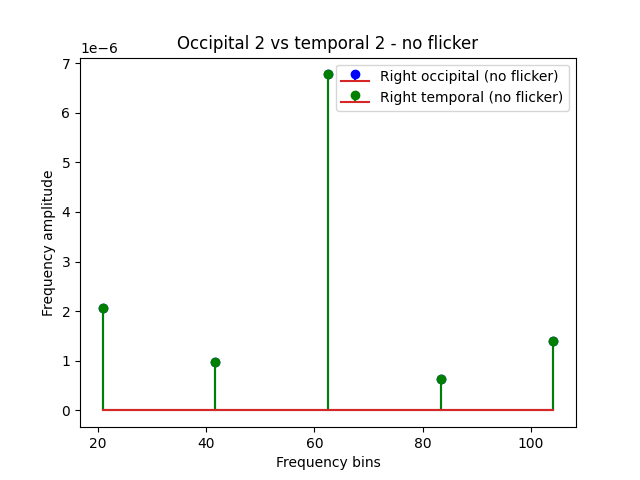 Occipital 2 vs temporal 2 - no flicker
1e−6
Right occipital (no flicker)
Right temporal (no flicker)
Frequency amplitude
7
6
5
4
3
2
1
0
20 40 60 80 100
Frequency bins